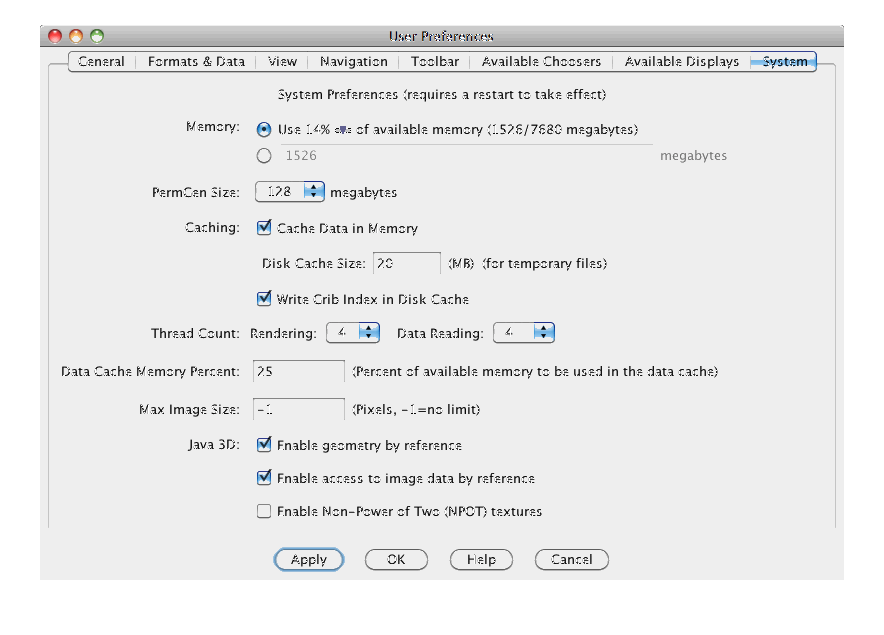 User Preferences
General Formats & Data View Navigation Toolbar Available Choosers Available Displays System
System Preferences (requires a restart to take effect)
Memory: Use 14% of available memory (1526/7680 megabytes)
1526 megabytes
PermGen Size: 128 megabytes
Caching: Cache Data in Memory
Disk Cache Size: 20 (MB) (for temporary files)
Write Grib Index in Disk Cache
Thread Count: Rendering: 4 Data Reading: 4
Data Cache Memory Percent: 25 (Percent of available memory to be used in the data cache)
Max Image Size: -1 (Pixels, -1=no limit)
Java 3D: Enable geometry by reference
Enable access to image data by reference
Enable Non-Power of Two (NPOT) textures
Apply OK Help Cancel